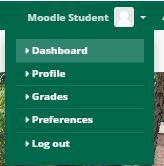 Moodle Student
Dashboard
Profile
Grades
Preferences
Log out